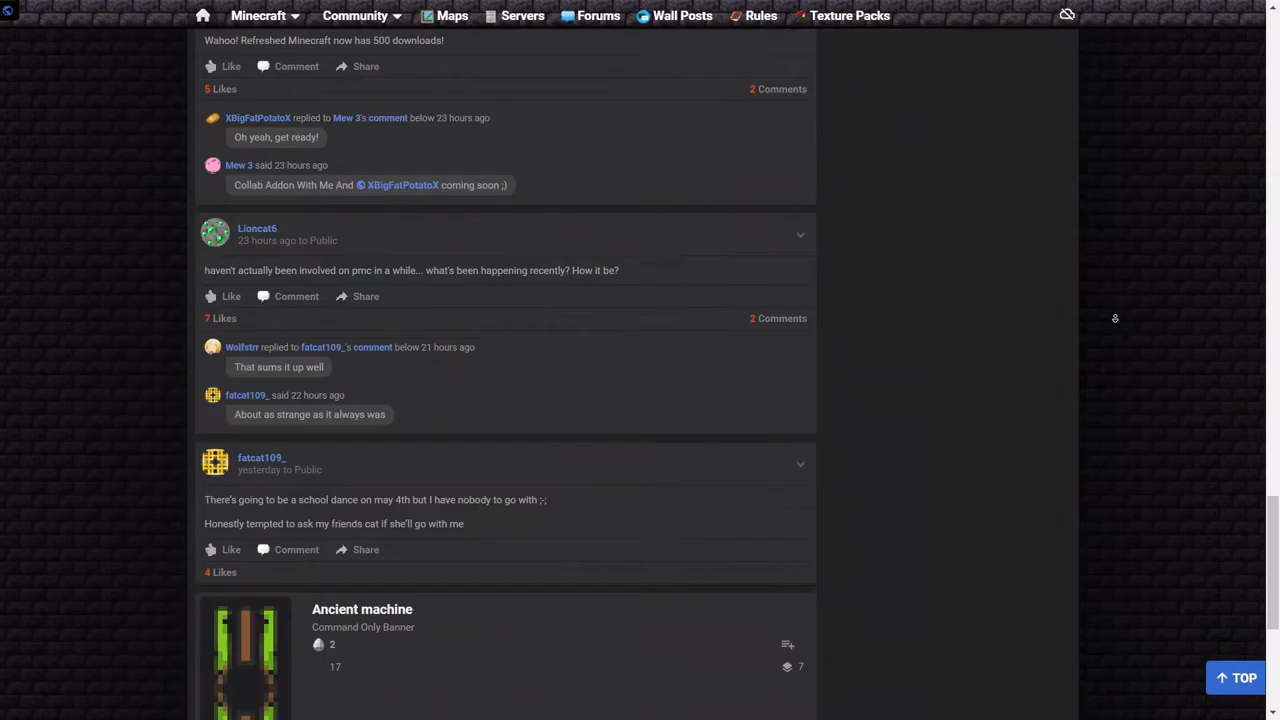 Minecraft Community Maps Servers Forums Wall Posts Rules Texture Packs
Wahoo! Refreshed Minecraft now has 500 downloads!
Like Comment Share
5 Likes 2 Comments
XBigFatPotatoX replied to Mew 3's comment below 23 hours ago
Oh yeah, get ready!
Mew 3 said 23 hours ago
Collab Addon With Me And XBigFatPotatoX coming soon ;)
Lioncat6
23 hours ago to Public
haven't actually been involved on pmc in a while... what's been happening recently? How it be?
Like Comment Share
7 Likes 2 Comments
Wolfstrr replied to fatcat109_'s comment below 21 hours ago
That sums it up well
fatcat109_ said 22 hours ago
About as strange as it always was
fatcat109_
yesterday to Public
There's going to be a school dance on may 4th but I have nobody to go with ;-;
Honestly tempted to ask my friends cat if she'll go with me
Like Comment Share
4 Likes
Ancient machine
Command Only Banner
2
17 7
TOP